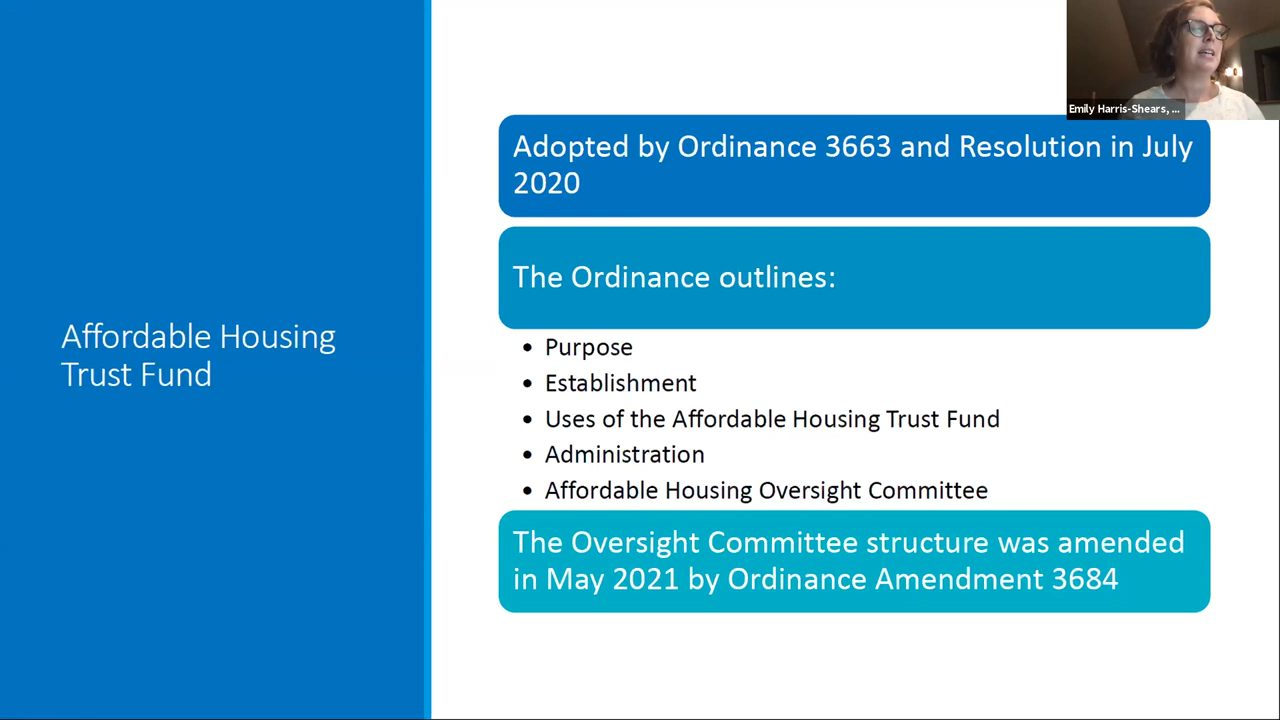 Emily Harris-Shears, ...
Adopted by Ordinance 3663 and Resolution in July
2020
The Ordinance outlines:
Affordable Housing
Trust Fund
• Purpose
• Establishment
• Uses of the Affordable Housing Trust Fund
• Administration
• Affordable Housing Oversight Committee
The Oversight Committee structure was amended
in May 2021 by Ordinance Amendment 3684